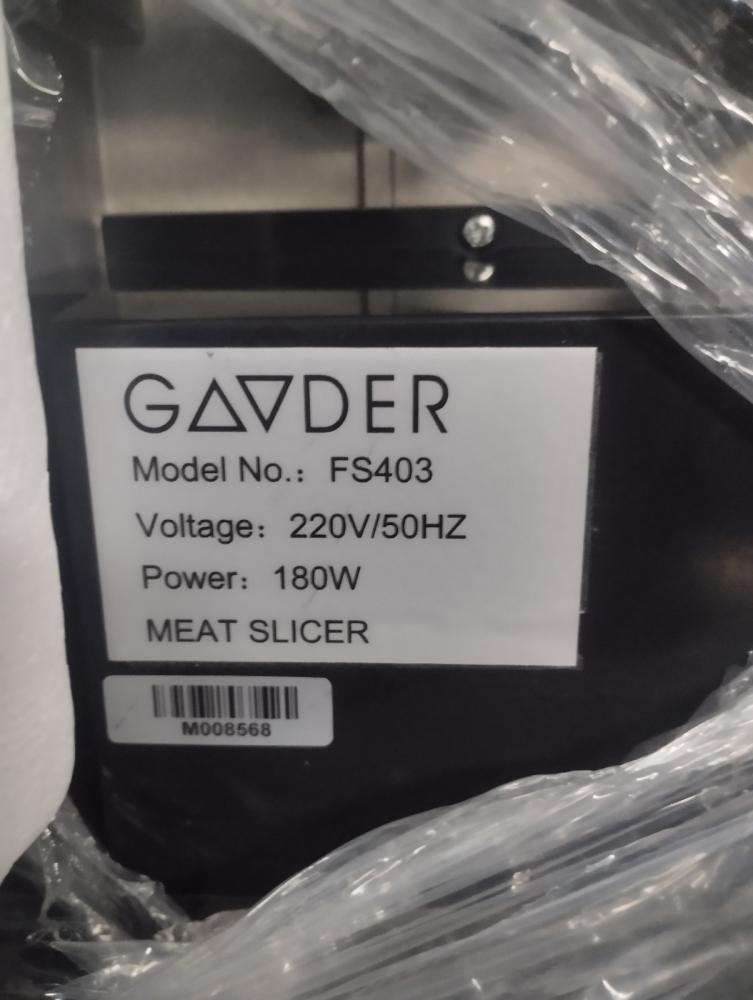 GAVDER
Model No.: FS403
Voltage: 220V/50HZ
Power: 180W
MEAT SLICER
M008568